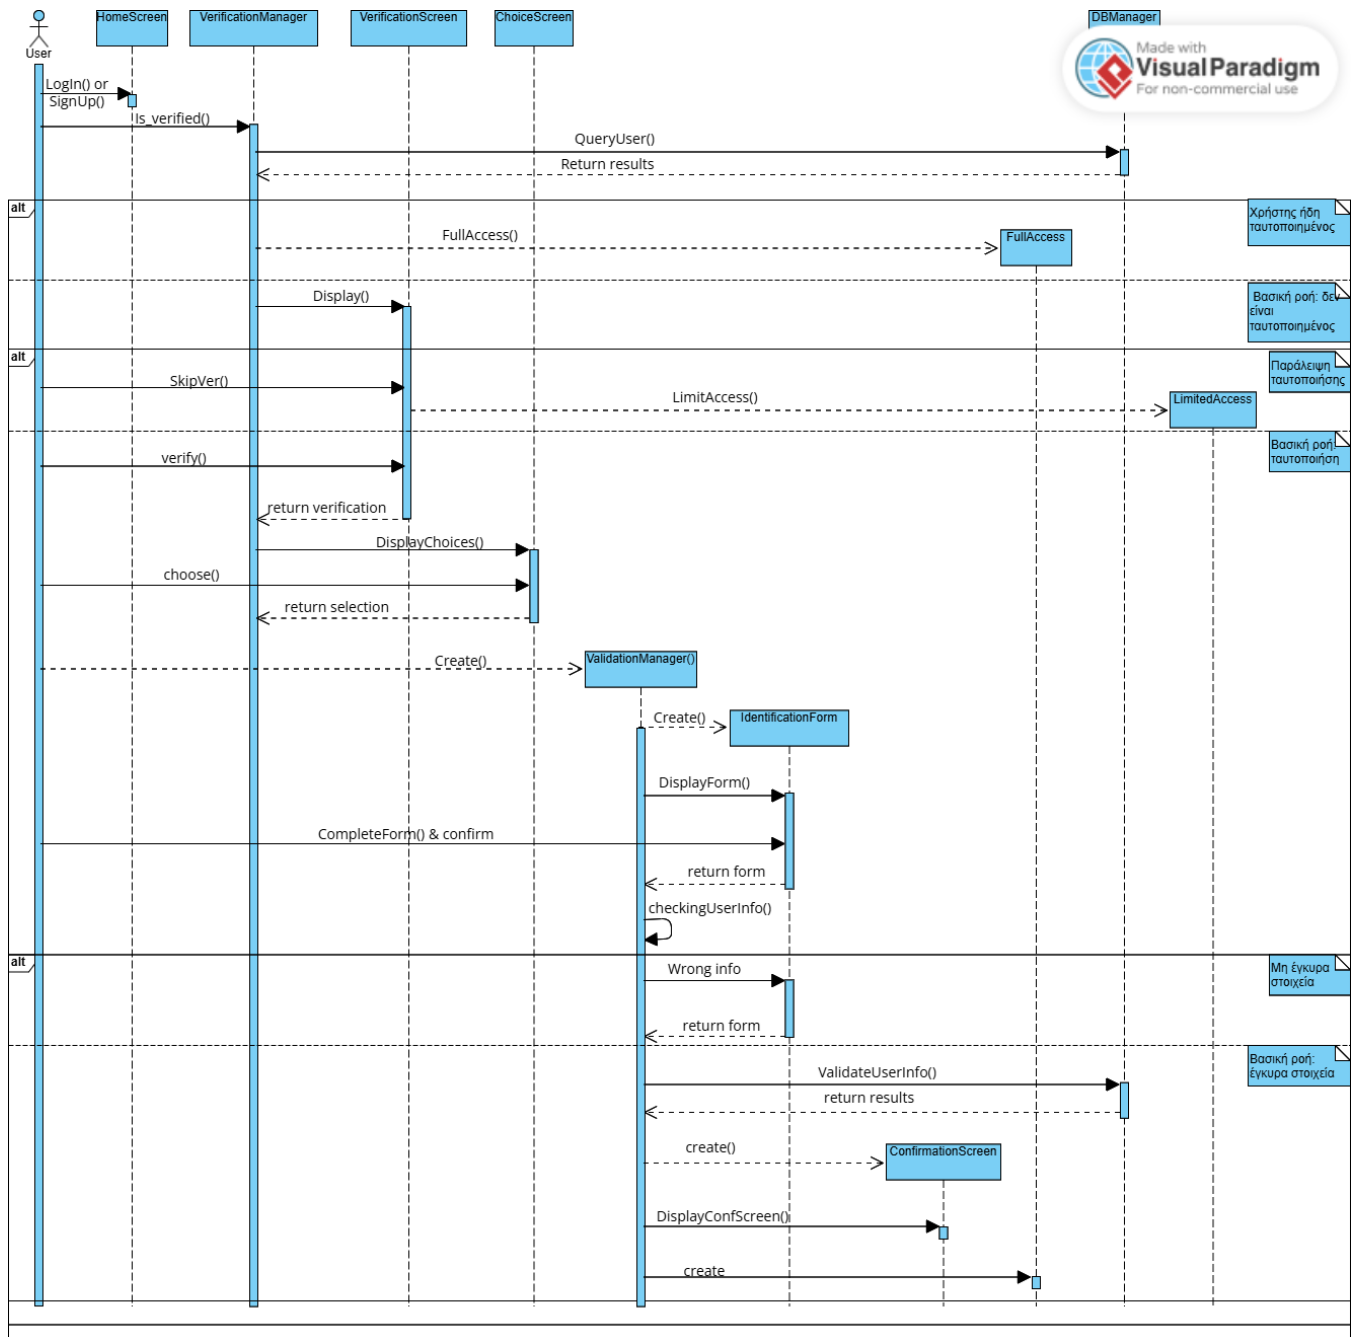 HomeScreen
VerificationManager
VerificationScreen
ChoiceScreen
DBManager
User
Made with
Visual Paradigm
For non-commercial use
LogIn() or
SignUp()
Is_verified()
QueryUser()
Return results
alt
Χρήστης ήδη
ταυτοποιημένος
FullAccess()
FullAccess
Display()
Βασική ροή: δεν
είναι
ταυτοποιημένος
alt
Παράλειψη
ταυτοποιήσης
SkipVer()
LimitAccess()
LimitedAccess
Βασική ροή:
ταυτοποιήση
verify()
return verification
DisplayChoices()
choose()
return selection
Create()
ValidationManager()
Create()
IdentificationForm
DisplayForm()
CompleteForm() & confirm
return form
checkingUserInfo()
alt
Wrong info
Μη έγκυρα
στοιχεία
return form
Βασική ροή:
έγκυρα στοιχεία
ValidateUserInfo()
return results
create()
ConfirmationScreen
DisplayConfScreen()
create